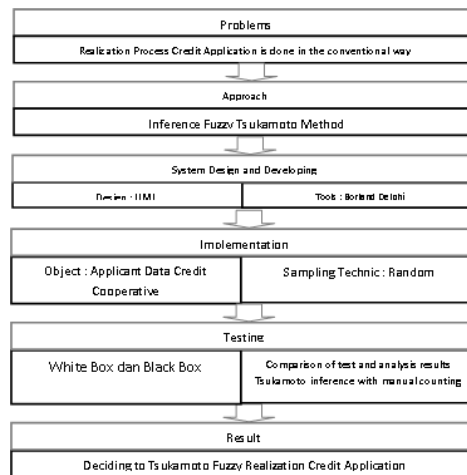 Problems
Realization Process Credit Application is done in the conventional way
Approach
Inference Fuzzy Tsukamoto Method
System Design and Developing
Design : UML
Tools : Borland Delphi
Implementation
Object : Applicant Data Credit
Cooperative
Sampling Technic : Random
Testing
White Box dan Black Box
Comparison of test and analysis results
Tsukamoto inference with manual counting
Result
Deciding to Tsukamoto Fuzzy Realization Credit Application